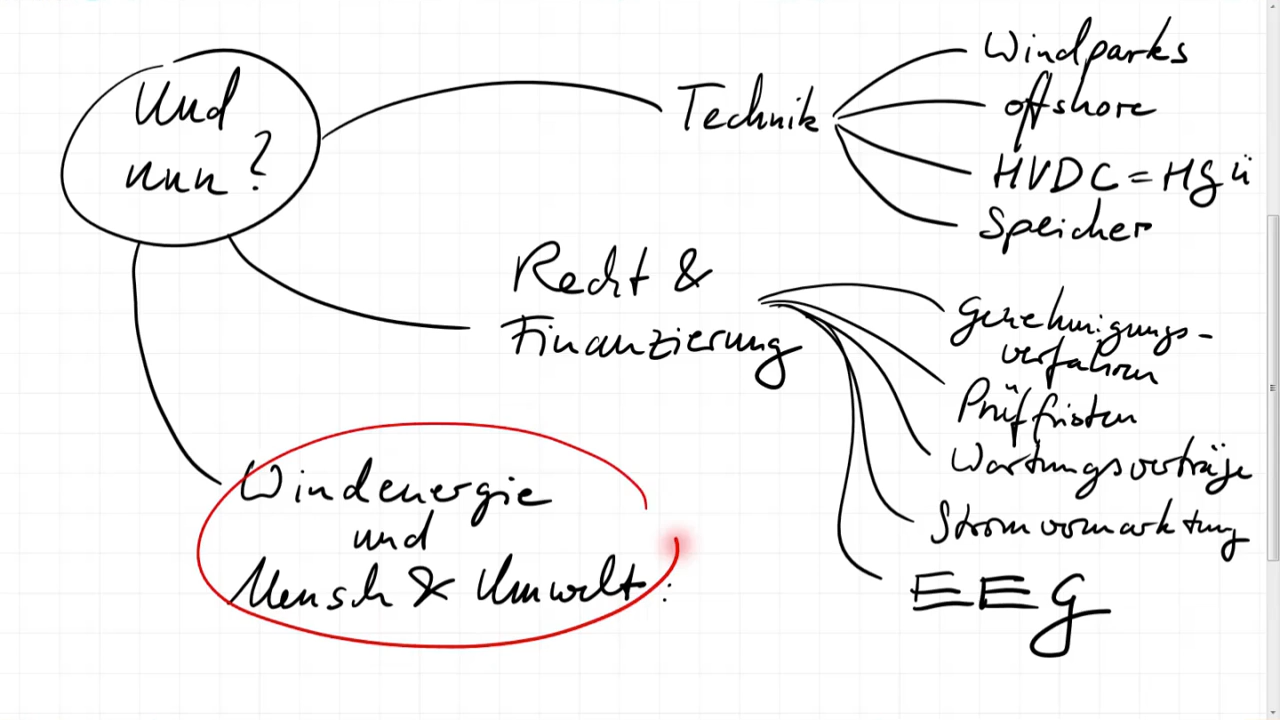 Und
nun?
Technik
Windparks
offshore
HVDC = HGÜ
Speicher
Recht &
Finanzierung
Genehmigungs-
verfahren
Prüffristen
Wartungsverträge
Stromvermarktung
EEG
Windenergie
und
Mensch & Umwelt: